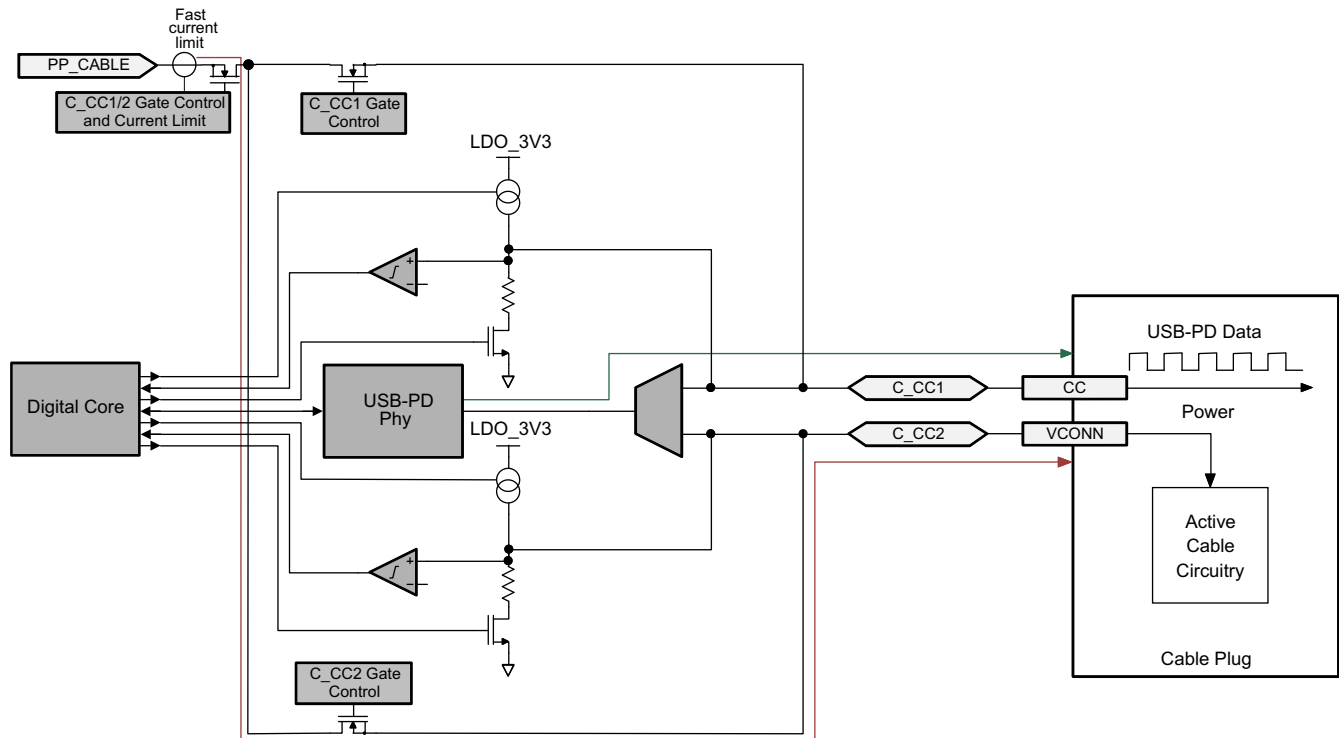 Fast
current
limit
PP_CABLE
C_CC1/2 Gate Control
and Current Limit
C_CC1 Gate
Control
LDO_3V3
+
−
Digital Core
USB-PD
Phy
LDO_3V3
+
−
C_CC2 Gate
Control
C_CC1
C_CC2
CC
VCONN
USB-PD Data
Power
Active
Cable
Circuitry
Cable Plug